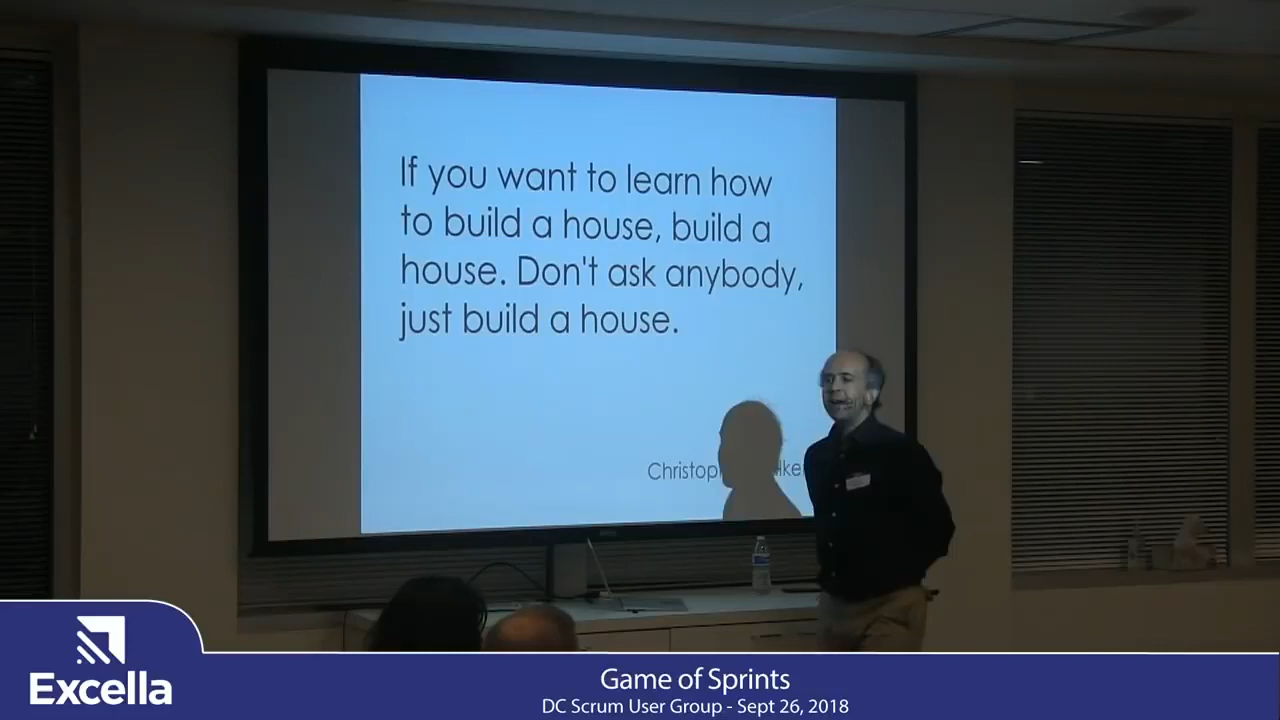 If you want to learn how
to build a house, build a
house. Don't ask anybody,
just build a house.
Excella
Game of Sprints
DC Scrum User Group - Sept 26, 2018